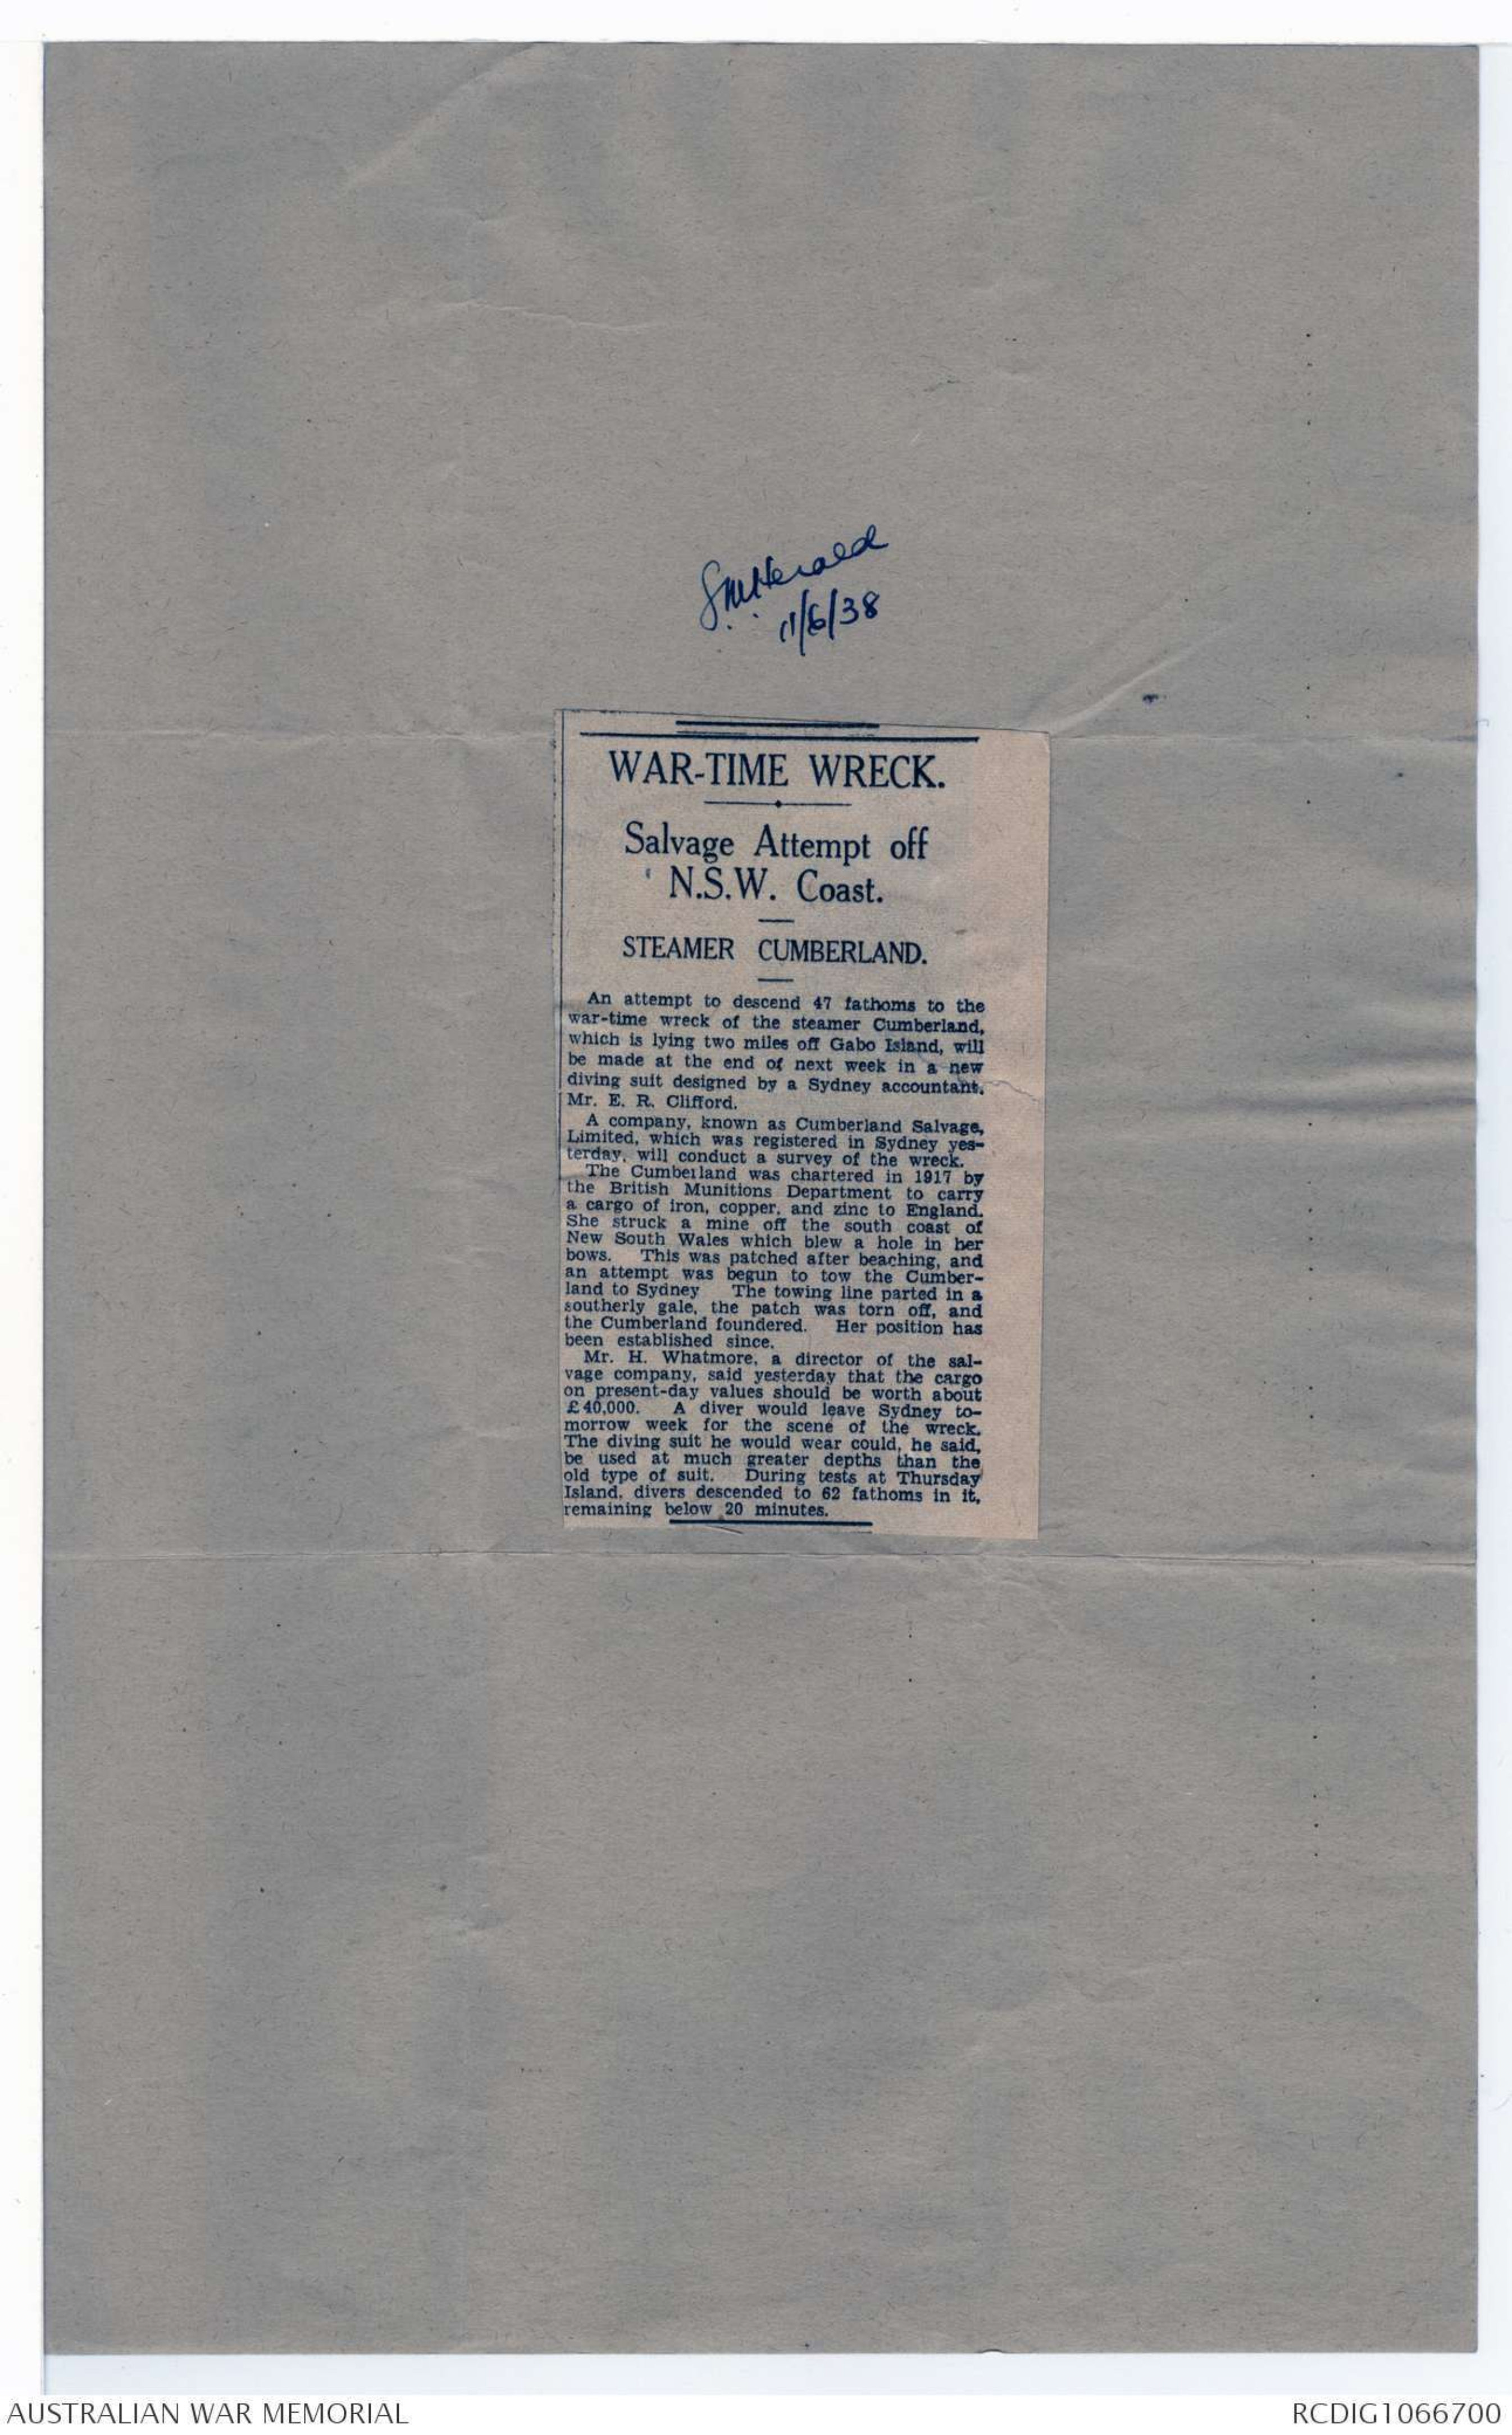 S.M.Herald
11/6/38
WAR-TIME WRECK.
Salvage Attempt off
N.S.W. Coast.
STEAMER CUMBERLAND.
An attempt to descend 47 fathoms to the
war-time wreck of the steamer Cumberland,
which is lying two miles off Gabo Island, will
be made at the end of next week in a new
diving suit designed by a Sydney accountant,
Mr. E. R. Clifford.
A company, known as Cumberland Salvage,
Limited, which was registered in Sydney yes-
terday, will conduct a survey of the wreck.
The Cumberland was chartered in 1917 by
the British Munitions Department to carry
a cargo of iron, copper, and zinc to England.
She struck a mine off the south coast of
New South Wales which blew a hole in her
bows. This was patched after beaching, and
an attempt was begun to tow the Cumber-
land to Sydney The towing line parted in a
southerly gale, the patch was torn off, and
the Cumberland foundered. Her position has
been established since.
Mr. H. Whatmore, a director of the sal-
vage company, said yesterday that the cargo
on present-day values should be worth about
£40,000. A diver would leave Sydney to-
morrow week for the scene of the wreck.
The diving suit he would wear could, he said,
be used at much greater depths than the
old type of suit. During tests at Thursday
Island, divers descended to 62 fathoms in it,
remaining below 20 minutes.
AUSTRALIAN WAR MEMORIAL
RCDIG1066700